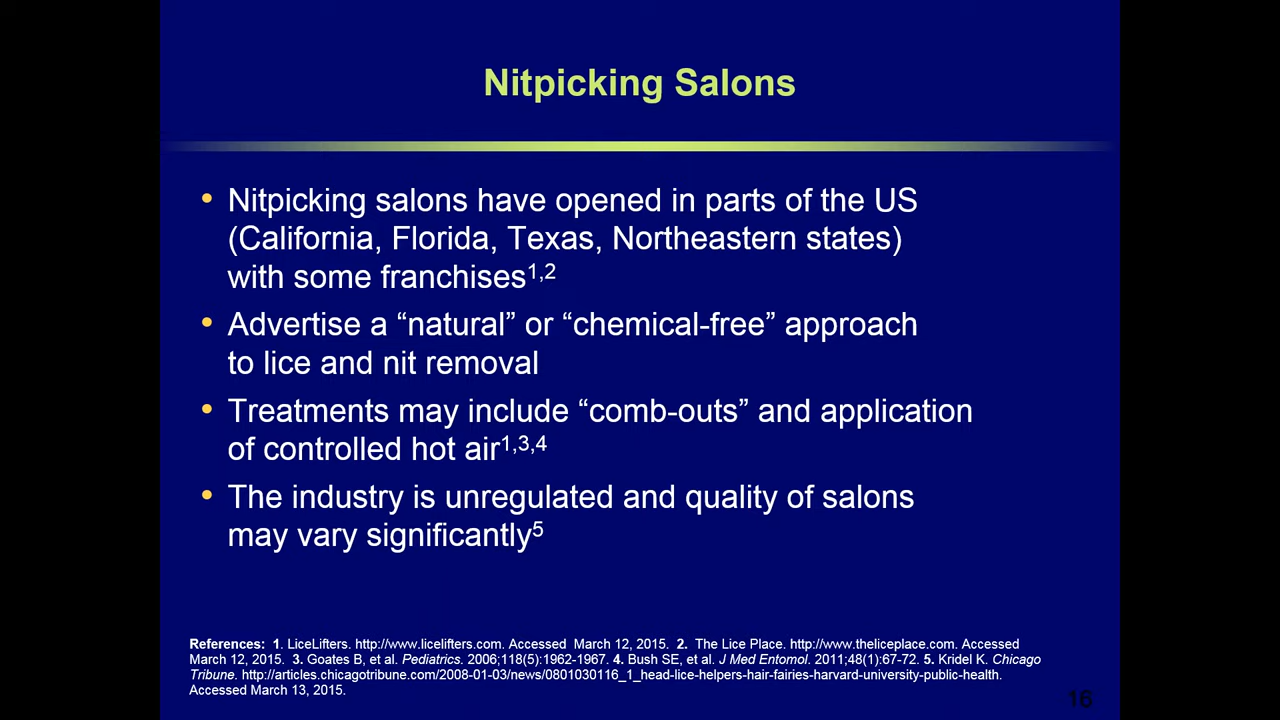 Nitpicking Salons
• Nitpicking salons have opened in parts of the US
(California, Florida, Texas, Northeastern states)
with some franchises1,2
• Advertise a “natural” or “chemical-free” approach
to lice and nit removal
• Treatments may include “comb-outs” and application
of controlled hot air1,3,4
• The industry is unregulated and quality of salons
may vary significantly5
References: 1. LiceLifters. http://www.licelifters.com. Accessed March 12, 2015. 2. The Lice Place. http://www.theliceplace.com. Accessed
March 12, 2015. 3. Goates B, et al. Pediatrics. 2006;118(5):1962-1967. 4. Bush SE, et al. J Med Entomol. 2011;48(1):67-72. 5. Kridel K. Chicago
Tribune. http://articles.chicagotribune.com/2008-01-03/news/0801030116_1_head-lice-helpers-hair-fairies-harvard-university-public-health.
Accessed March 13, 2015.
16